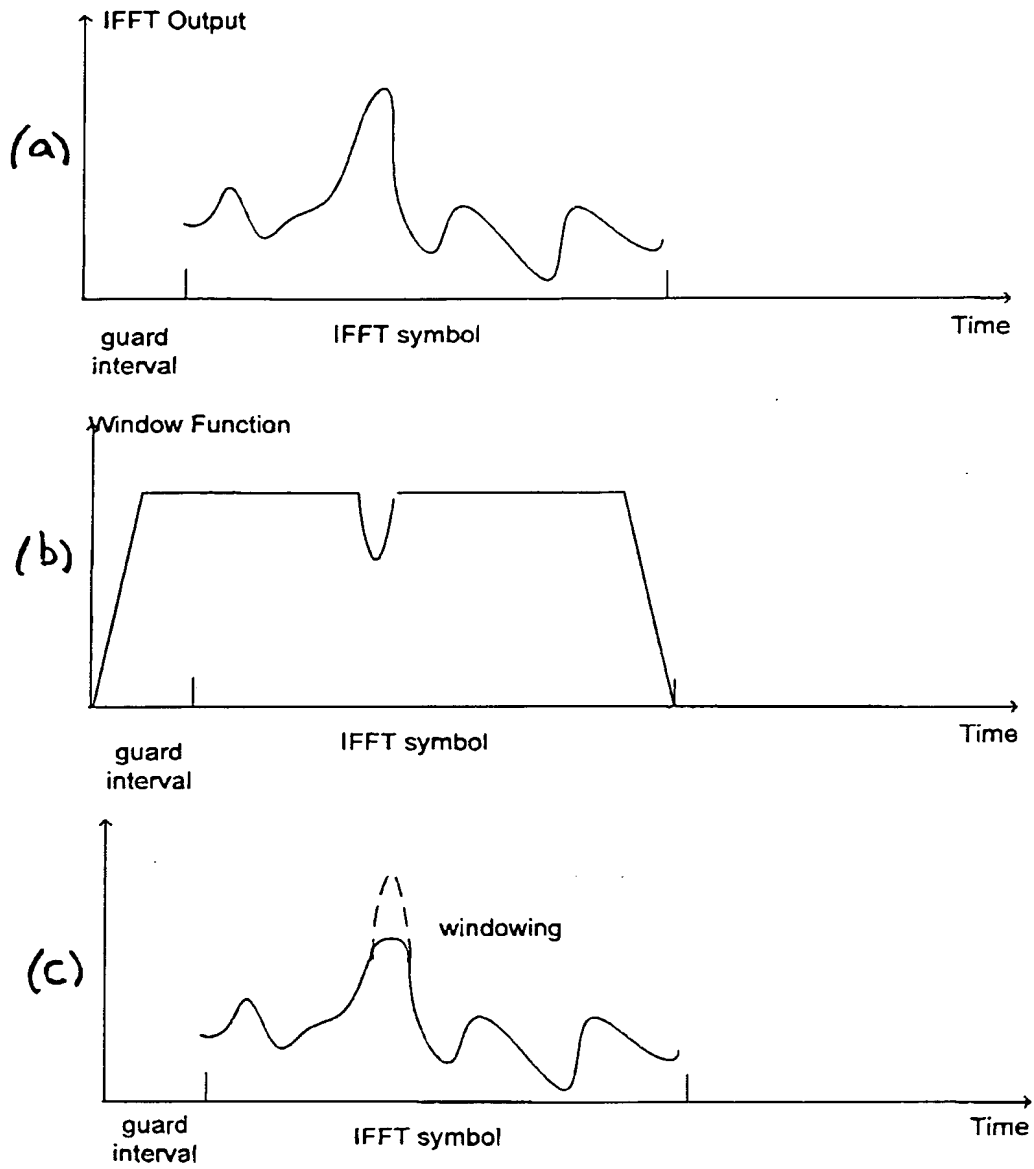 IFFT Output
(a)
Time
guard
interval
IFFT symbol
Window Function
(b)
Time
guard
interval
IFFT symbol
windowing
(c)
Time
guard
interval
IFFT symbol